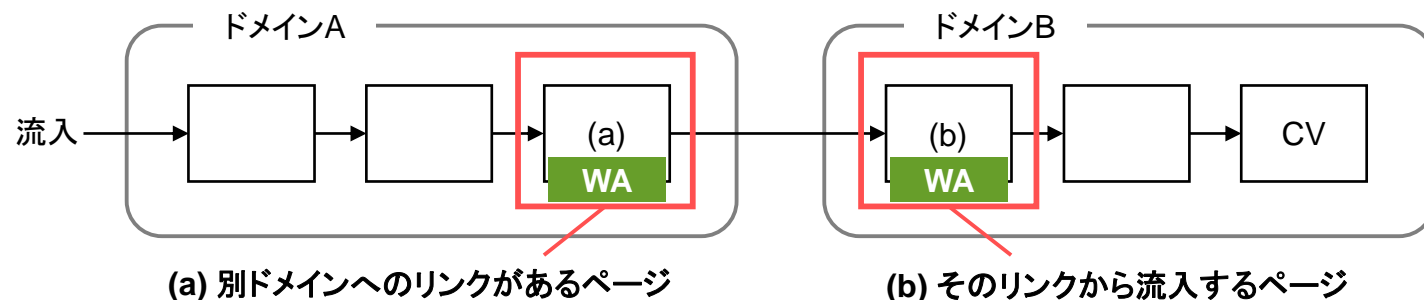 ドメインA
ドメインB
流入
(a)
WA
(b)
WA
CV
(a) 別ドメインへのリンクがあるページ
(b) そのリンクから流入するページ